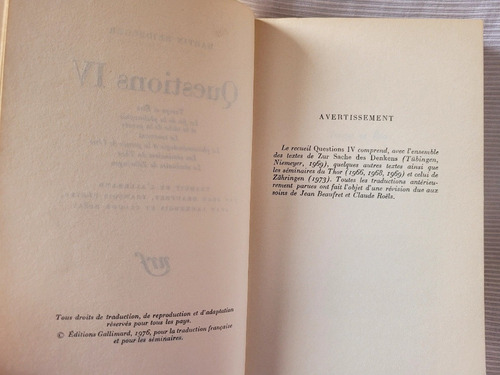 Tous droits de traduction, de reproduction et d'adaptation
réservés pour tous les pays.
© Éditions Gallimard, 1976, pour la traduction française
et pour les séminaires.
AVERTISSEMENT
Le recueil Questions IV comprend, avec l'ensemble
des textes de Zur Sache des Denkens (Tübingen,
Niemeyer, 1969), quelques autres textes ainsi que
les séminaires du Thor (1966, 1968, 1969) et celui de
Zähringen (1973). Toutes les traductions antérieu-
rement parues ont fait l'objet d'une révision due aux
soins de Jean Beaufret et Claude Roëls.